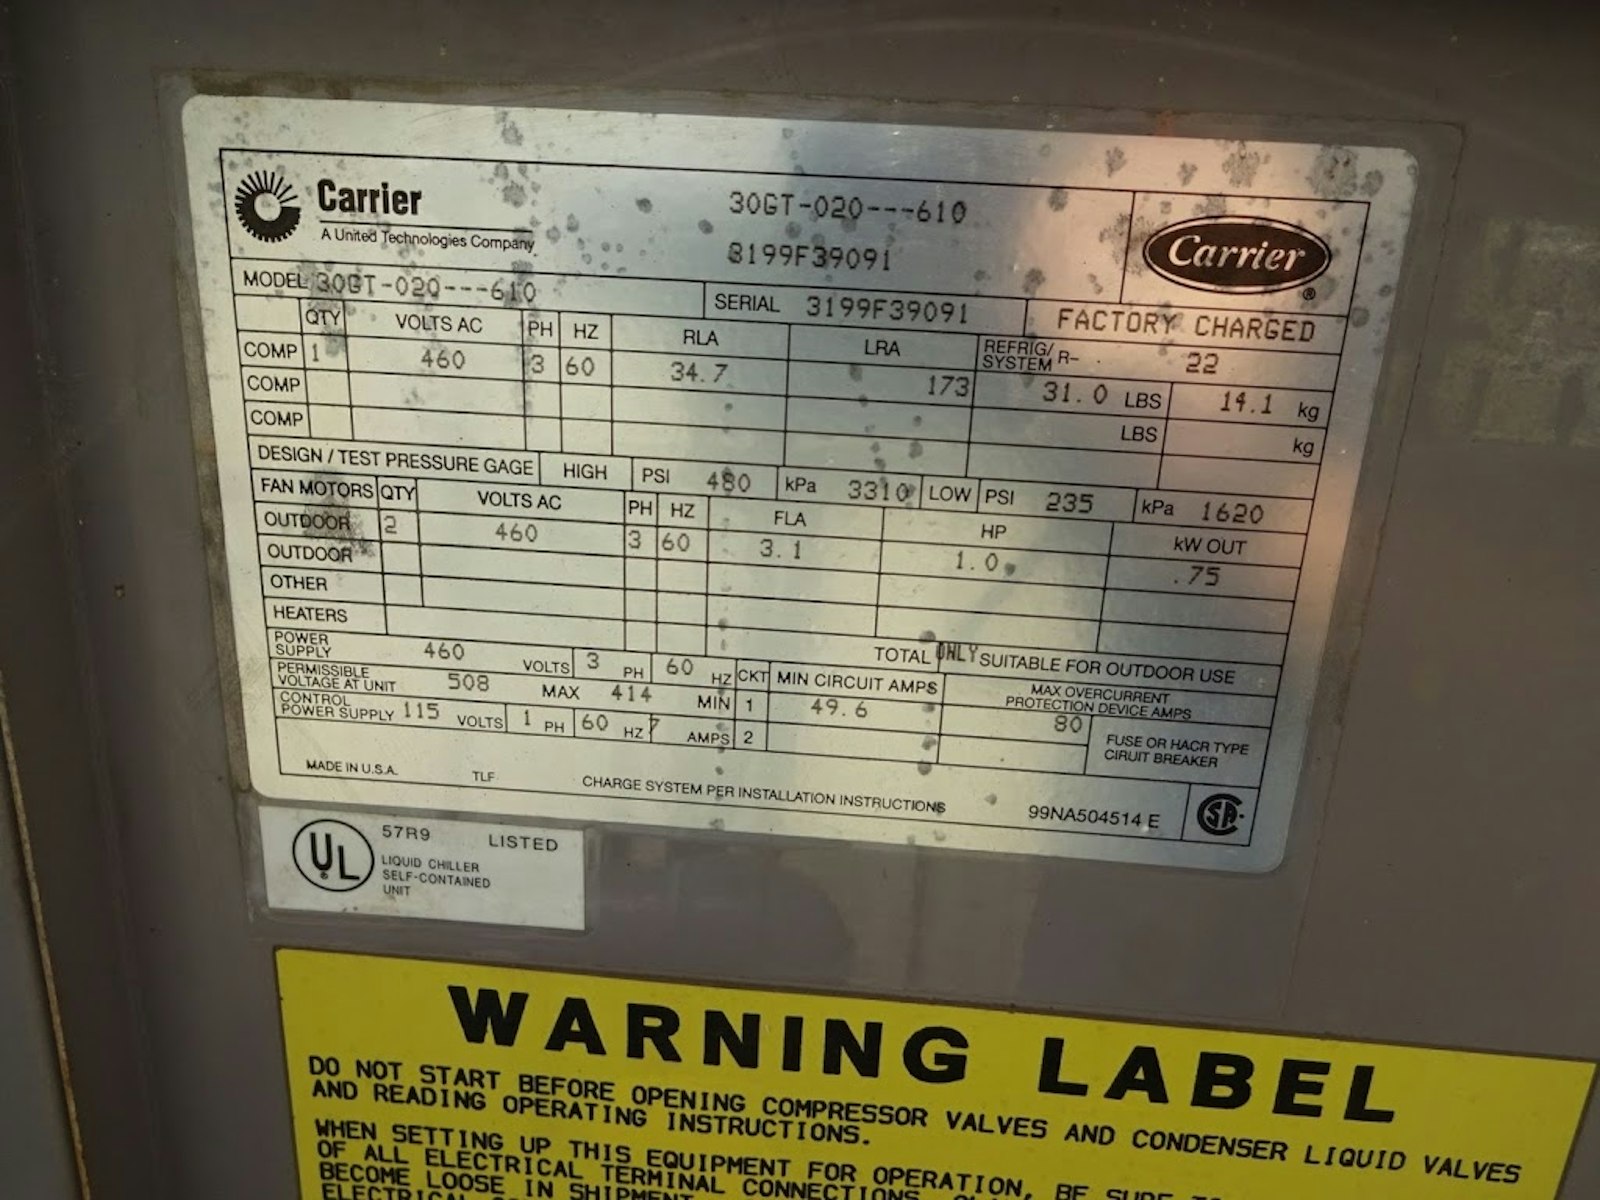 Carrier
A United Technologies Company
30GT-020---610
3199F39091
Carrier ®
MODEL 30GT-020---610 SERIAL 3199F39091 FACTORY CHARGED
QTY VOLTS AC PH HZ RLA LRA REFRIG/SYSTEM R- 22
COMP 1 460 3 60 34.7 173 31.0 LBS 14.1 kg
COMP LBS kg
COMP
DESIGN / TEST PRESSURE GAGE HIGH PSI 480 kPa 3310 LOW PSI 235 kPa 1620
FAN MOTORS QTY VOLTS AC PH HZ FLA HP kW OUT
OUTDOOR 2 460 3 60 3.1 1.0 .75
OUTDOOR
OTHER
HEATERS
TOTAL ONLY SUITABLE FOR OUTDOOR USE
POWER SUPPLY 460 VOLTS 3 PH 60 HZ CKT MIN CIRCUIT AMPS MAX OVERCURRENT PROTECTION DEVICE AMPS
PERMISSIBLE VOLTAGE AT UNIT 508 MAX 414 MIN 1 49.6 80
CONTROL POWER SUPPLY 115 VOLTS 1 PH 60 HZ 7 AMPS 2 FUSE OR HACR TYPE CIRUIT BREAKER
MADE IN U.S.A. TLF CHARGE SYSTEM PER INSTALLATION INSTRUCTIONS 99NA504514 E
UL ® 57R9 LISTED
LIQUID CHILLER
SELF-CONTAINED
UNIT
WARNING LABEL
DO NOT START BEFORE OPENING COMPRESSOR VALVES AND CONDENSER LIQUID VALVES
AND READING OPERATING INSTRUCTIONS.
WHEN SETTING UP THIS EQUIPMENT FOR OPERATION, BE SURE
OF ALL ELECTRICAL TERMINAL CONNECTIONS.
BECOME LOOSE IN SHIPMENT
ELECTRICAL